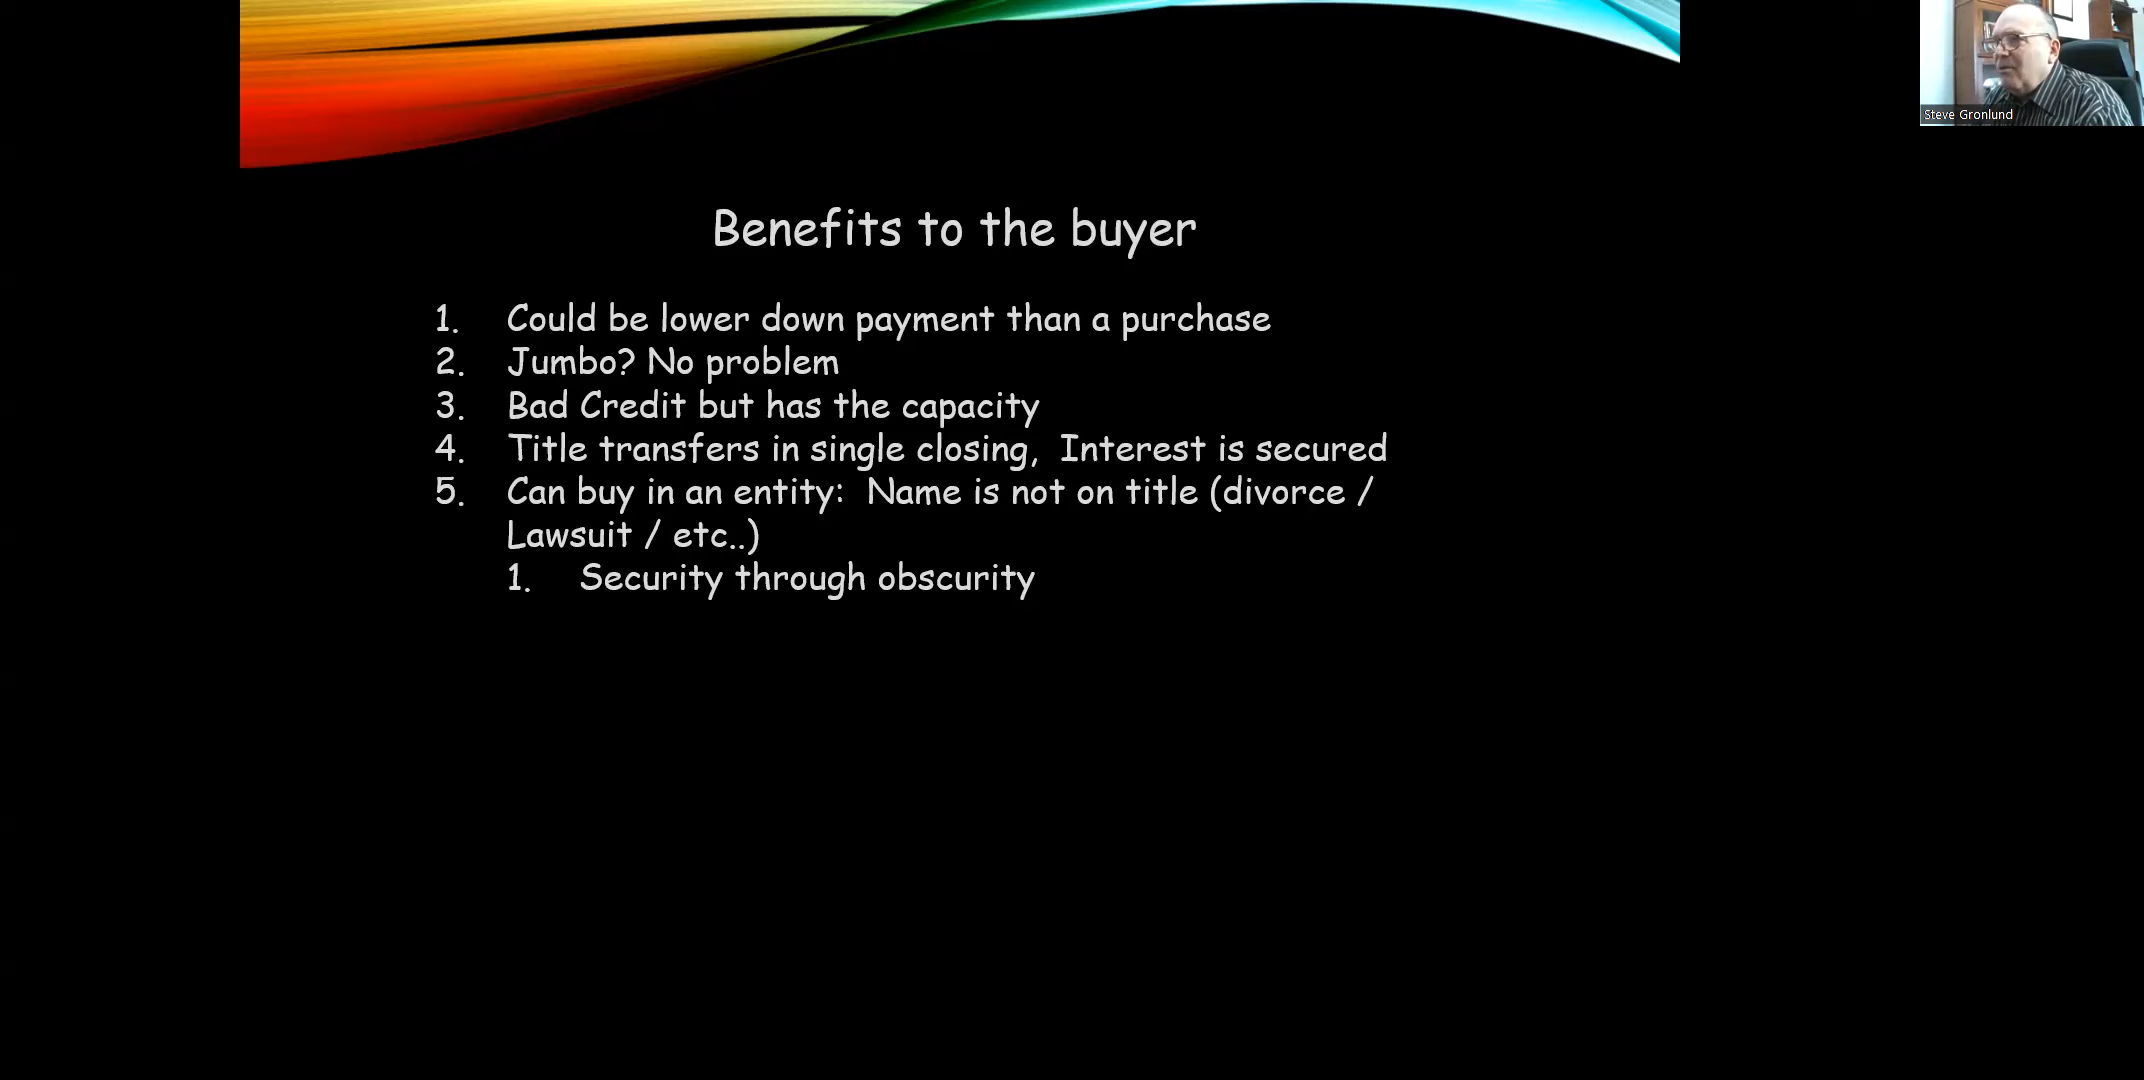 Steve Gronlund
Benefits to the buyer
1. Could be lower down payment than a purchase
2. Jumbo? No problem
3. Bad Credit but has the capacity
4. Title transfers in single closing,  Interest is secured
5. Can buy in an entity:  Name is not on title (divorce /
Lawsuit / etc..)
1. Security through obscurity